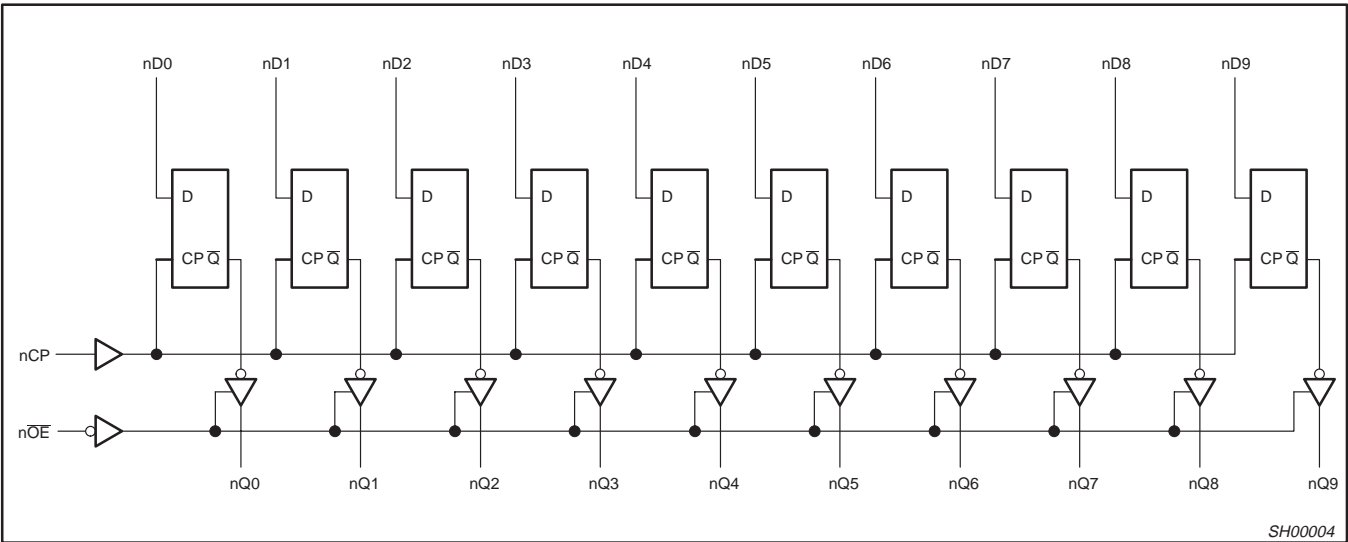 nD0 nD1 nD2 nD3 nD4 nD5 nD6 nD7 nD8 nD9
D D D D D D D D D D
CP Q̅ CP Q̅ CP Q̅ CP Q̅ CP Q̅ CP Q̅ CP Q̅ CP Q̅ CP Q̅ CP Q̅
nCP
nO̅E̅
nQ0 nQ1 nQ2 nQ3 nQ4 nQ5 nQ6 nQ7 nQ8 nQ9
SH00004